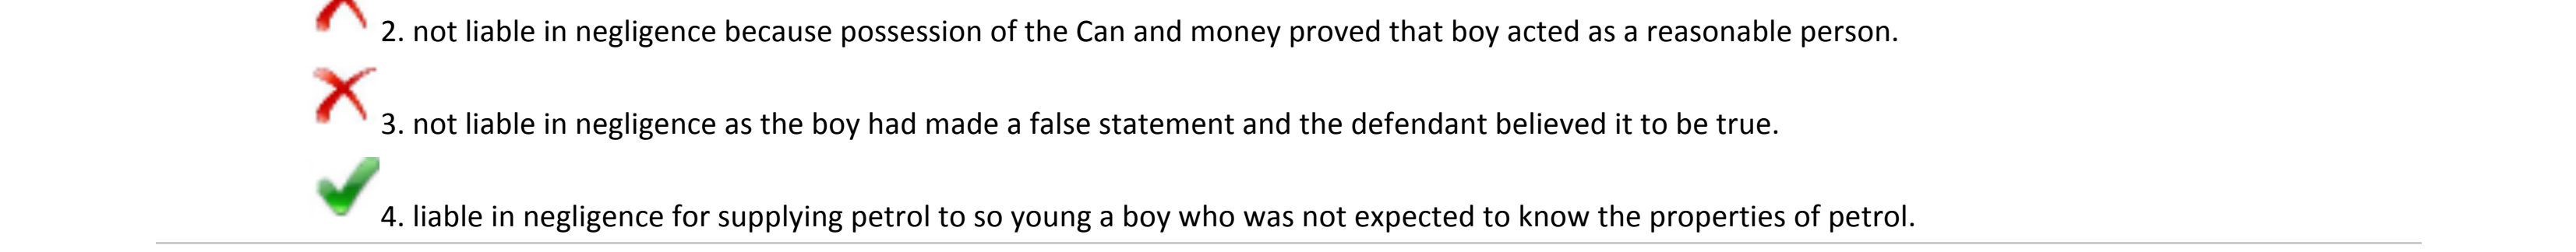 2. not liable in negligence because possession of the Can and money proved that boy acted as a reasonable person.
3. not liable in negligence as the boy had made a false statement and the defendant believed it to be true.
4. liable in negligence for supplying petrol to so young a boy who was not expected to know the properties of petrol.